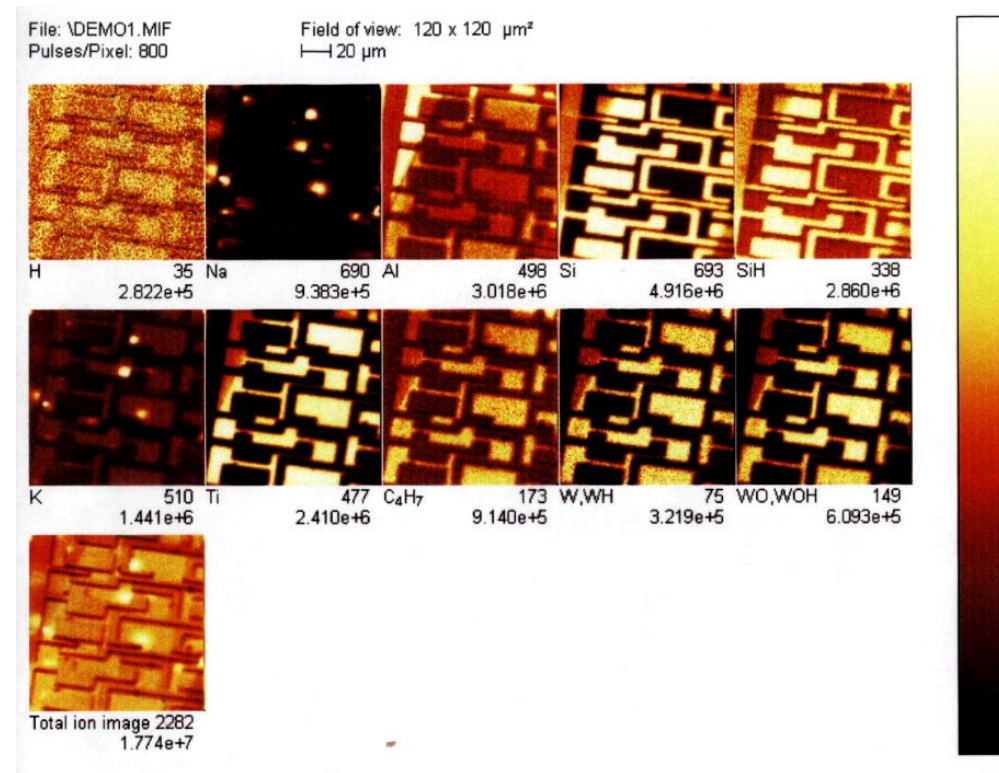 File: \DEMO1.MIF Field of view: 120 x 120 µm²
Pulses/Pixel: 800 20 µm
H 35 Na 690 Al 498 Si 693 SiH 338
2.822e+5 9.383e+5 3.018e+6 4.916e+6 2.860e+6
K 510 Ti 477 C₄H₇ 173 W,WH 75 WO,WOH 149
1.441e+6 2.410e+6 9.140e+5 3.219e+5 6.093e+5
Total ion image 2282
1.774e+7